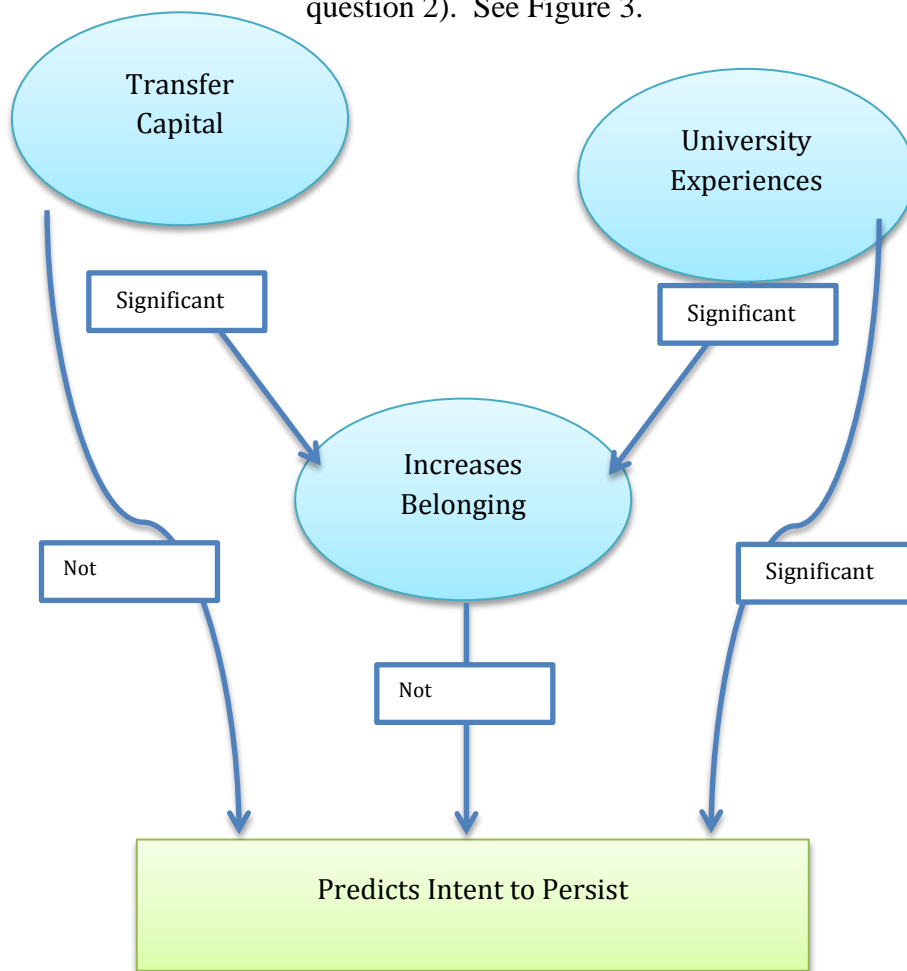 question 2).  See Figure 3.
Transfer
Capital
University
Experiences
Significant
Significant
Increases
Belonging
Not
Significant
Not
Predicts Intent to Persist